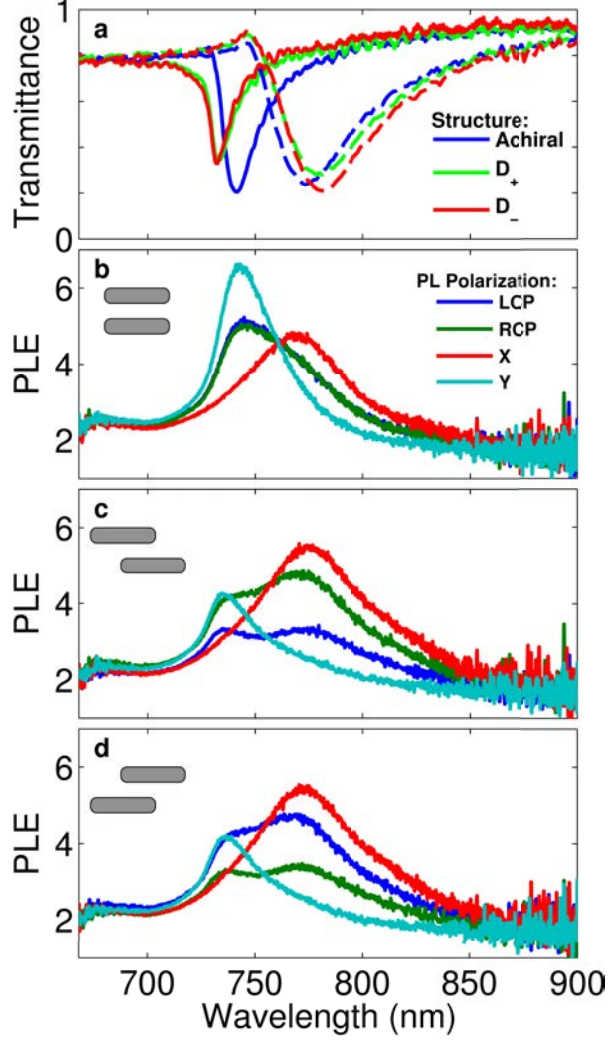 1
a
Transmittance
Structure:
Achiral
D+
D−
0
b
PL Polarization:
6
LCP
RCP
PLE
4
X
Y
2
c
6
PLE
4
2
d
6
PLE
4
2
700 750 800 850 900
Wavelength (nm)